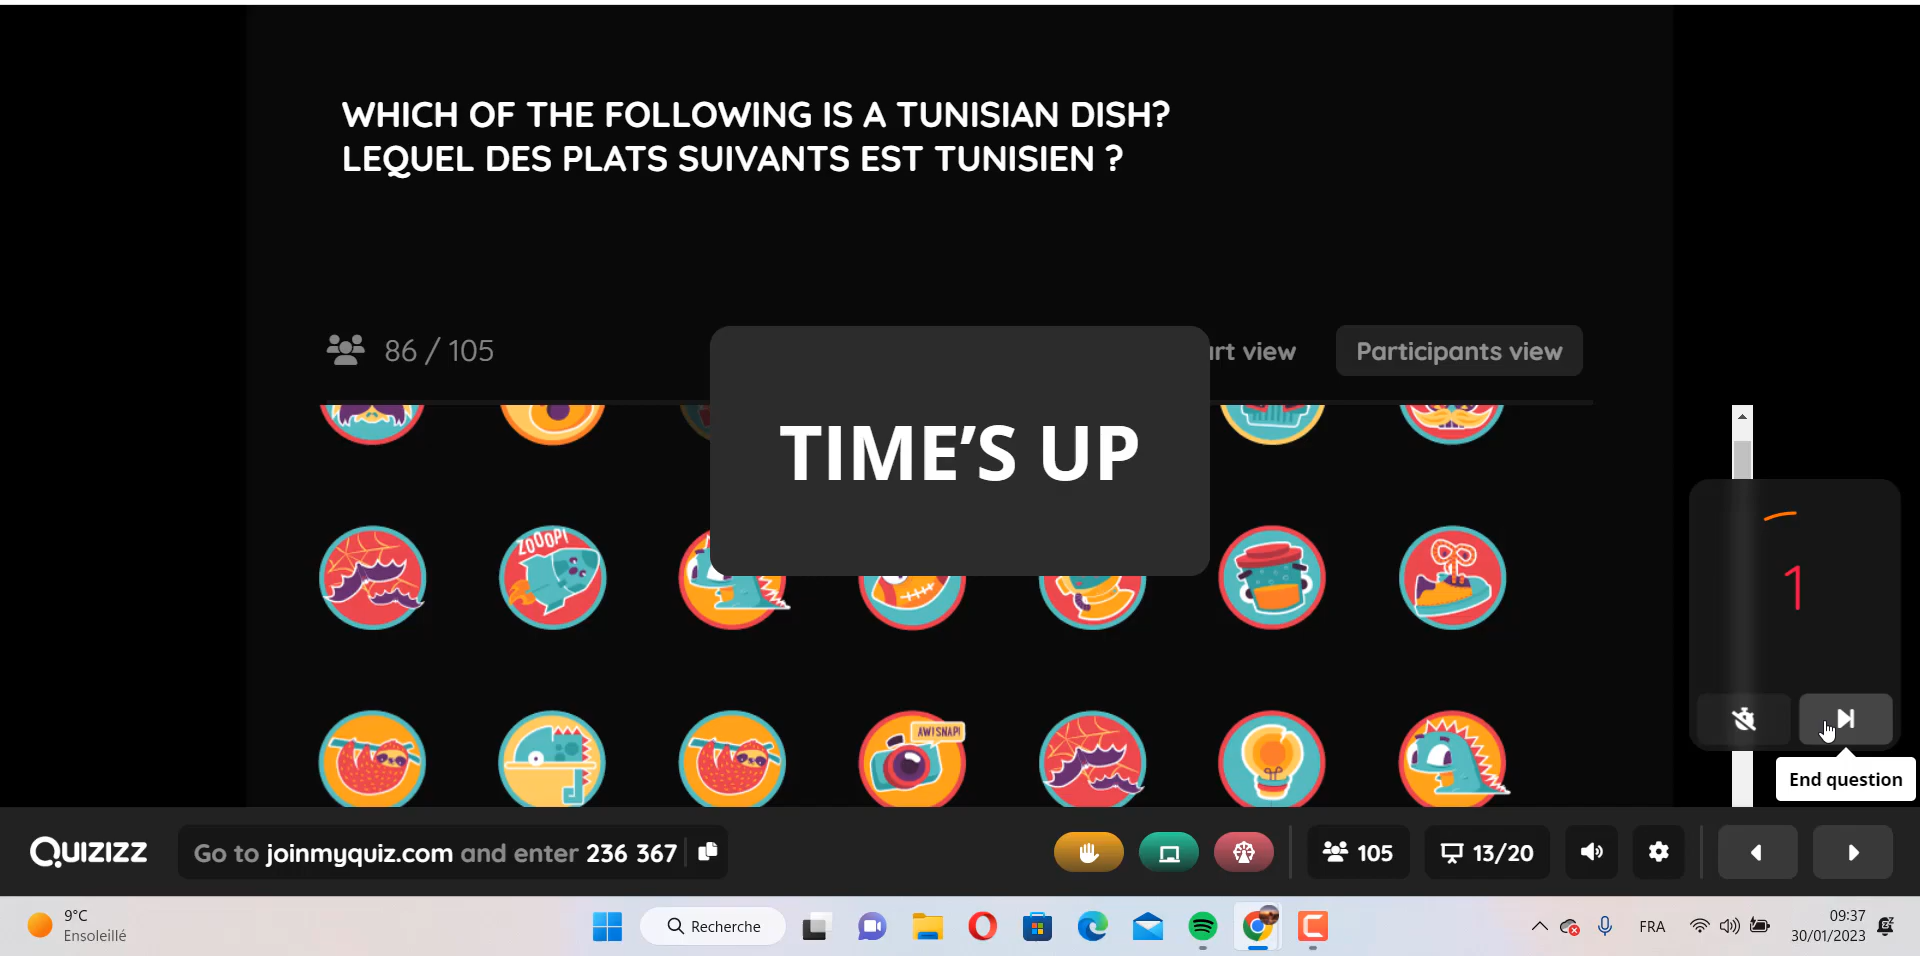 WHICH OF THE FOLLOWING IS A TUNISIAN DISH?
LEQUEL DES PLATS SUIVANTS EST TUNISIEN ?
86 / 105
Participants view
TIME’S UP
ZOOOP!
1
AW! SNAP!
End question
QUIZIZZ
Go to joinmyquiz.com and enter 236 367
105
13/20
9°C
Ensoleillé
Recherche
FRA
09:37
30/01/2023